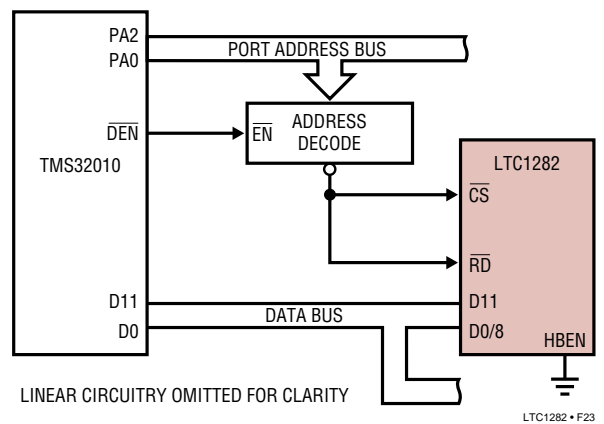 PA2
PORT ADDRESS BUS
PA0
DEN
EN
ADDRESS
DECODE
TMS32010
LTC1282
CS
RD
D11
D11
DATA BUS
D0
D0/8
HBEN
LINEAR CIRCUITRY OMITTED FOR CLARITY
LTC1282 • F23